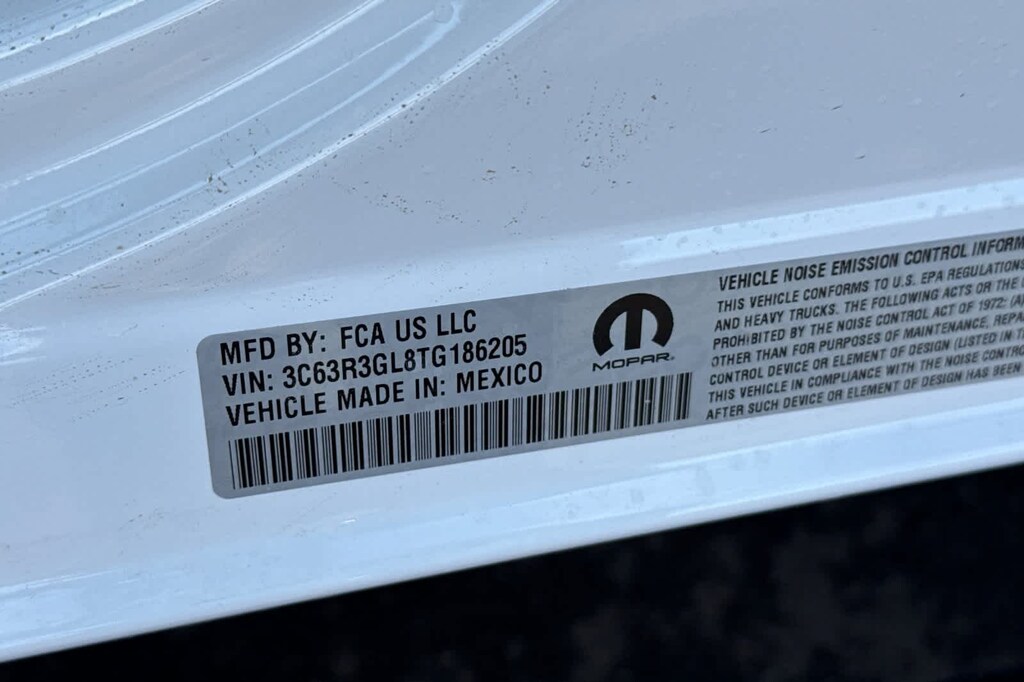 MFD BY: FCA US LLC
VIN: 3C63R3GL8TG186205
VEHICLE MADE IN: MEXICO
MOPAR
VEHICLE NOISE EMISSION CONTROL
THIS VEHICLE CONFORMS TO U.S. EPA REGULATIONS
AND HEAVY TRUCKS. THE FOLLOWING ACTS OR THE
PROHIBITED BY THE NOISE CONTROL ACT OF 1972: (A)
OTHER THAN FOR PURPOSES OF MAINTENANCE,
CONTROL DEVICE OR ELEMENT OF DESIGN (LISTED IN
THIS VEHICLE IN COMPLIANCE WITH THE NOISE
AFTER SUCH DEVICE OR ELEMENT OF DESIGN HAS BEEN